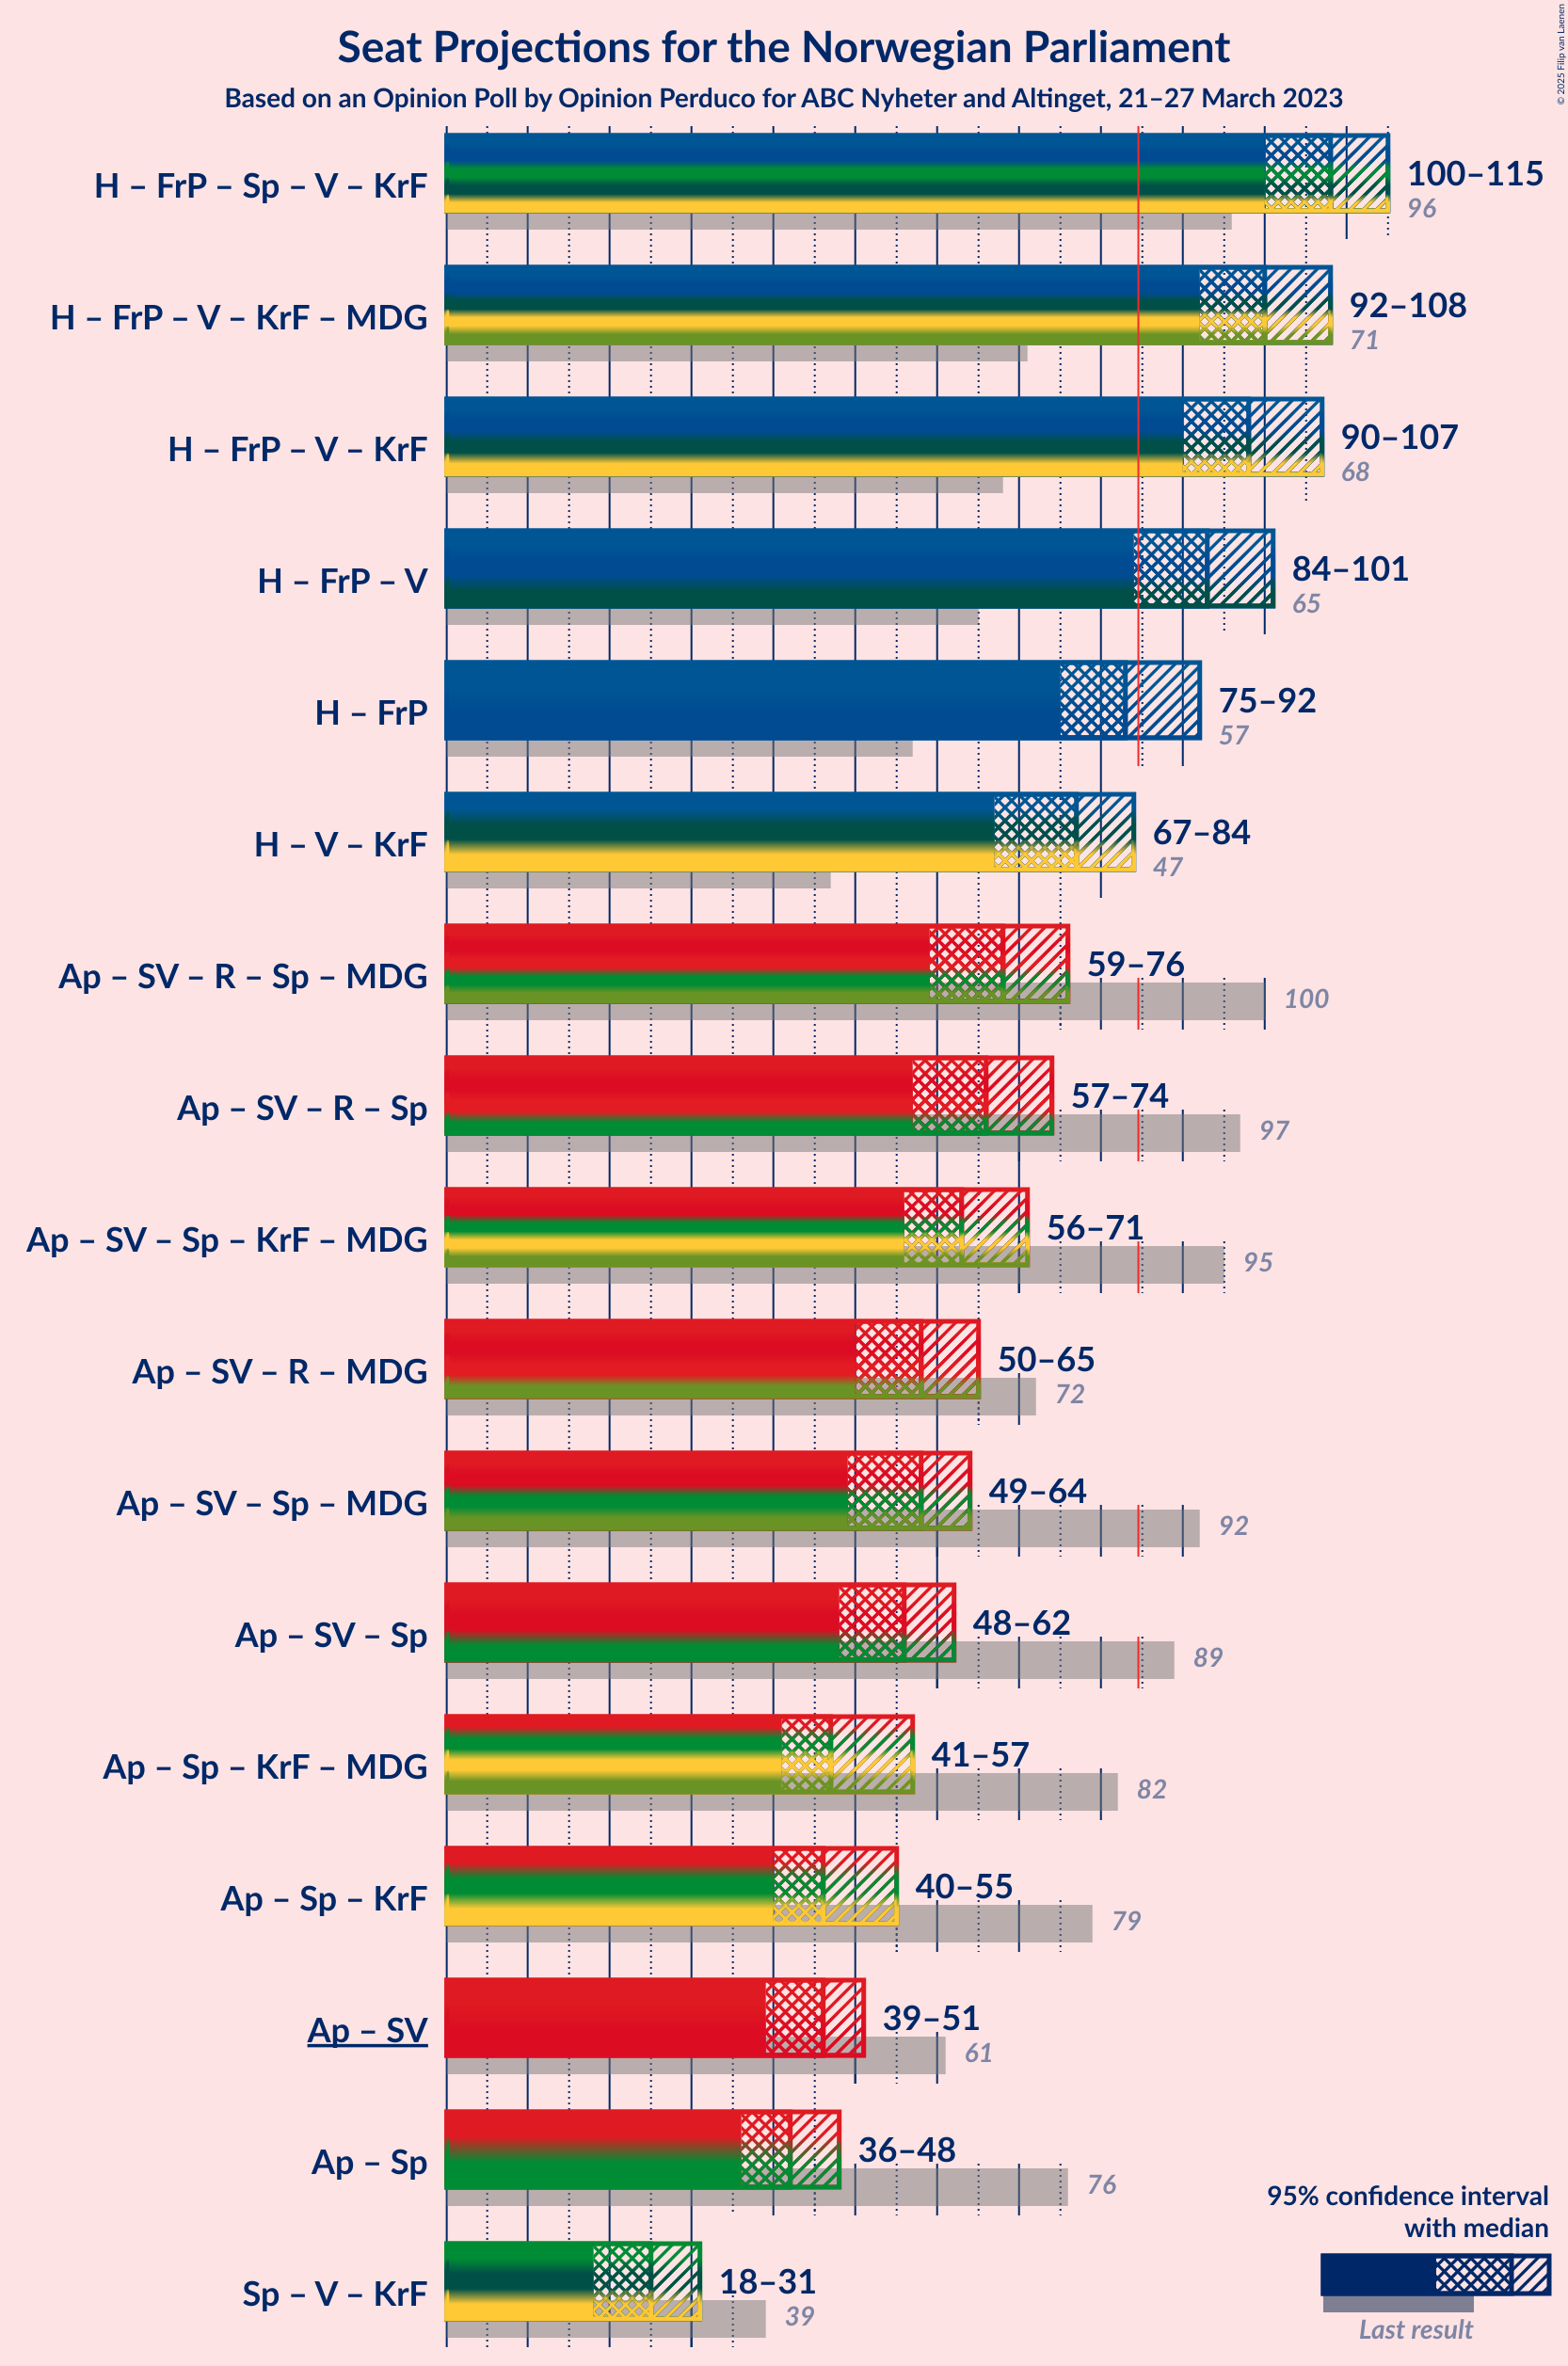 Seat Projections for the Norwegian Parliament
Based on an Opinion Poll by Opinion Perduco for ABC Nyheter and Altinget, 21–27 March 2023
© 2025 Filip van Laenen
H – FrP – Sp – V – KrF
100–115
96
H – FrP – V – KrF – MDG
92–108
71
H – FrP – V – KrF
90–107
68
H – FrP – V
84–101
65
H – FrP
75–92
57
H – V – KrF
67–84
47
Ap – SV – R – Sp – MDG
59–76
100
Ap – SV – R – Sp
57–74
97
Ap – SV – Sp – KrF – MDG
56–71
95
Ap – SV – R – MDG
50–65
72
Ap – SV – Sp – MDG
49–64
92
Ap – SV – Sp
48–62
89
Ap – Sp – KrF – MDG
41–57
82
Ap – Sp – KrF
40–55
79
Ap – SV
39–51
61
Ap – Sp
36–48
76
Sp – V – KrF
18–31
39
95% confidence interval
with median
Last result